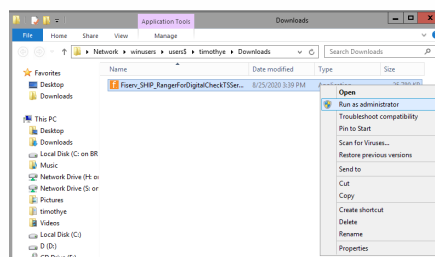 Application Tools
Downloads
File Home Share View Manage
Network ▸ winusers ▸ users$ ▸ timothye ▸ Downloads
Search Downloads
Name Date modified Type Size
Favorites
Desktop
Downloads
This PC
Desktop
Downloads
Local Disk (C: on BR
Music
Network Drive (H: or
Network Drive (S: or
Pictures
timothye
Videos
Local Disk (C:)
D (D:)
Fiserv_SHIP_RangerForDigitalCheckTSSer... 8/25/2020 3:39 PM
Open
Run as administrator
Troubleshoot compatibility
Pin to Start
Scan for Viruses...
Restore previous versions
Send to
Cut
Copy
Create shortcut
Delete
Rename
Properties